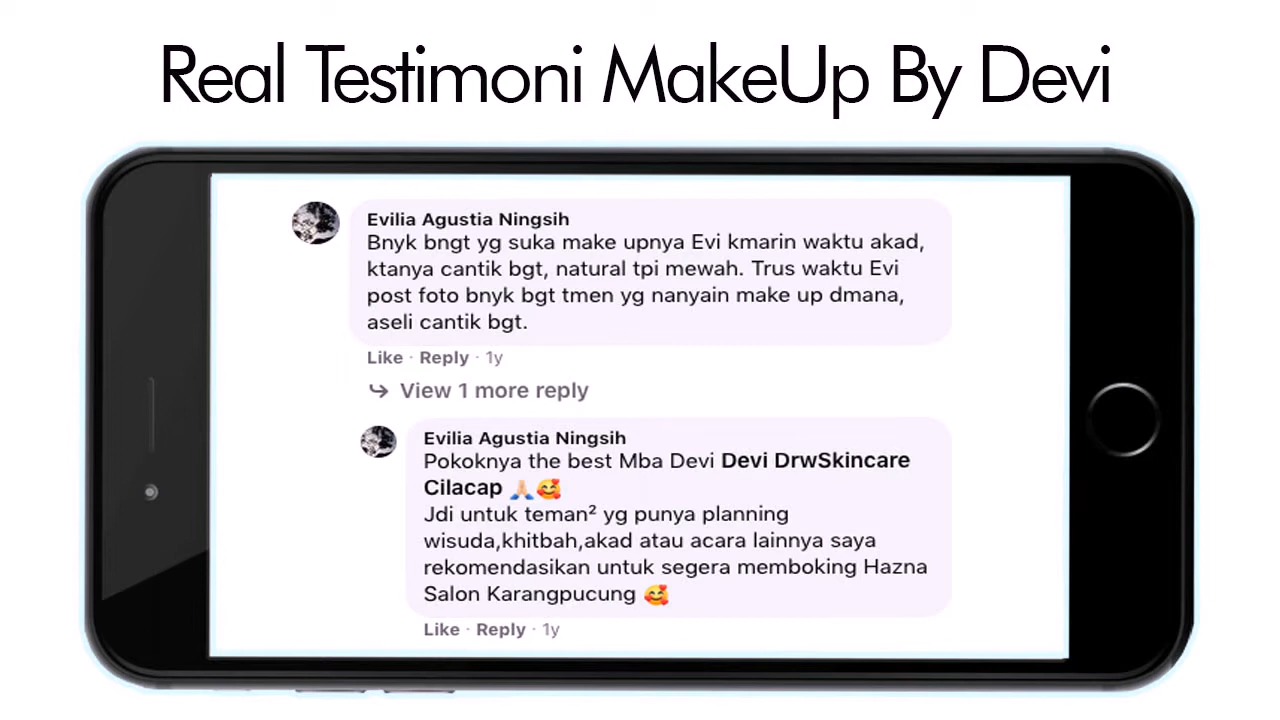 Real Testimoni MakeUp By Devi
Evilia Agustia Ningsih
Bnyk bngt yg suka make upnya Evi kmarin waktu akad,
ktanya cantik bgt, natural tpi mewah. Trus waktu Evi
post foto bnyk bgt tmen yg nanyain make up dmana,
aseli cantik bgt.
Like · Reply · 1y
View 1 more reply
Evilia Agustia Ningsih
Pokoknya the best Mba Devi Devi DrwSkincare
Cilacap 🙏🏻🥰
Jdi untuk teman² yg punya planning
wisuda,khitbah,akad atau acara lainnya saya
rekomendasikan untuk segera memboking Hazna
Salon Karangpucung 🥰
Like · Reply · 1y